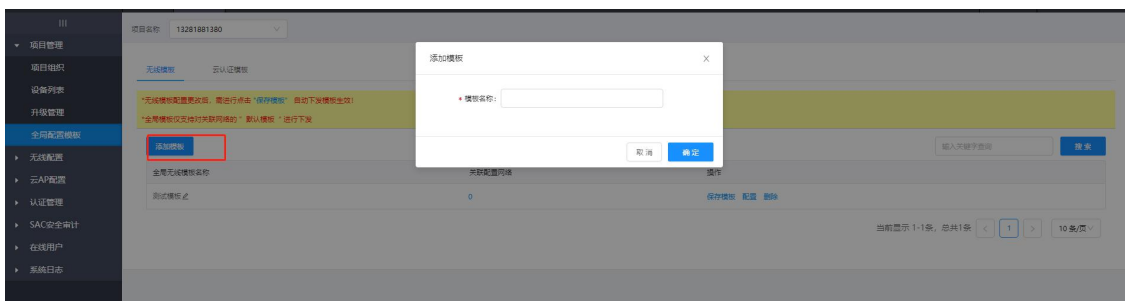 项目名称 13281881380
项目管理
项目组织
设备列表
升级管理
全局配置模板
无线配置
云AP配置
认证管理
SAC安全审计
在线用户
系统日志
无线模板 云认证模板
*无线模板配置更改后，需进行点击 "保存模板" 自动下发模板生效!
*全局模板仅支持对关联网络的 " 默认模板 " 进行下发
添加模板
输入关键字查询 搜 索
全局无线模板名称 关联配置网络 操作
测试模板 0 保存模板 配置 删除
当前显示 1-1条，总共1条 < 1 > 10 条/页
添加模板
* 模板名称:
取 消 确 定